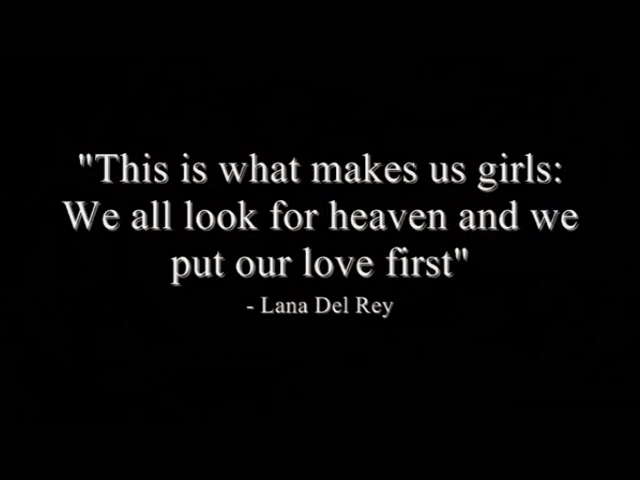 "This is what makes us girls:
We all look for heaven and we
put our love first"
- Lana Del Rey